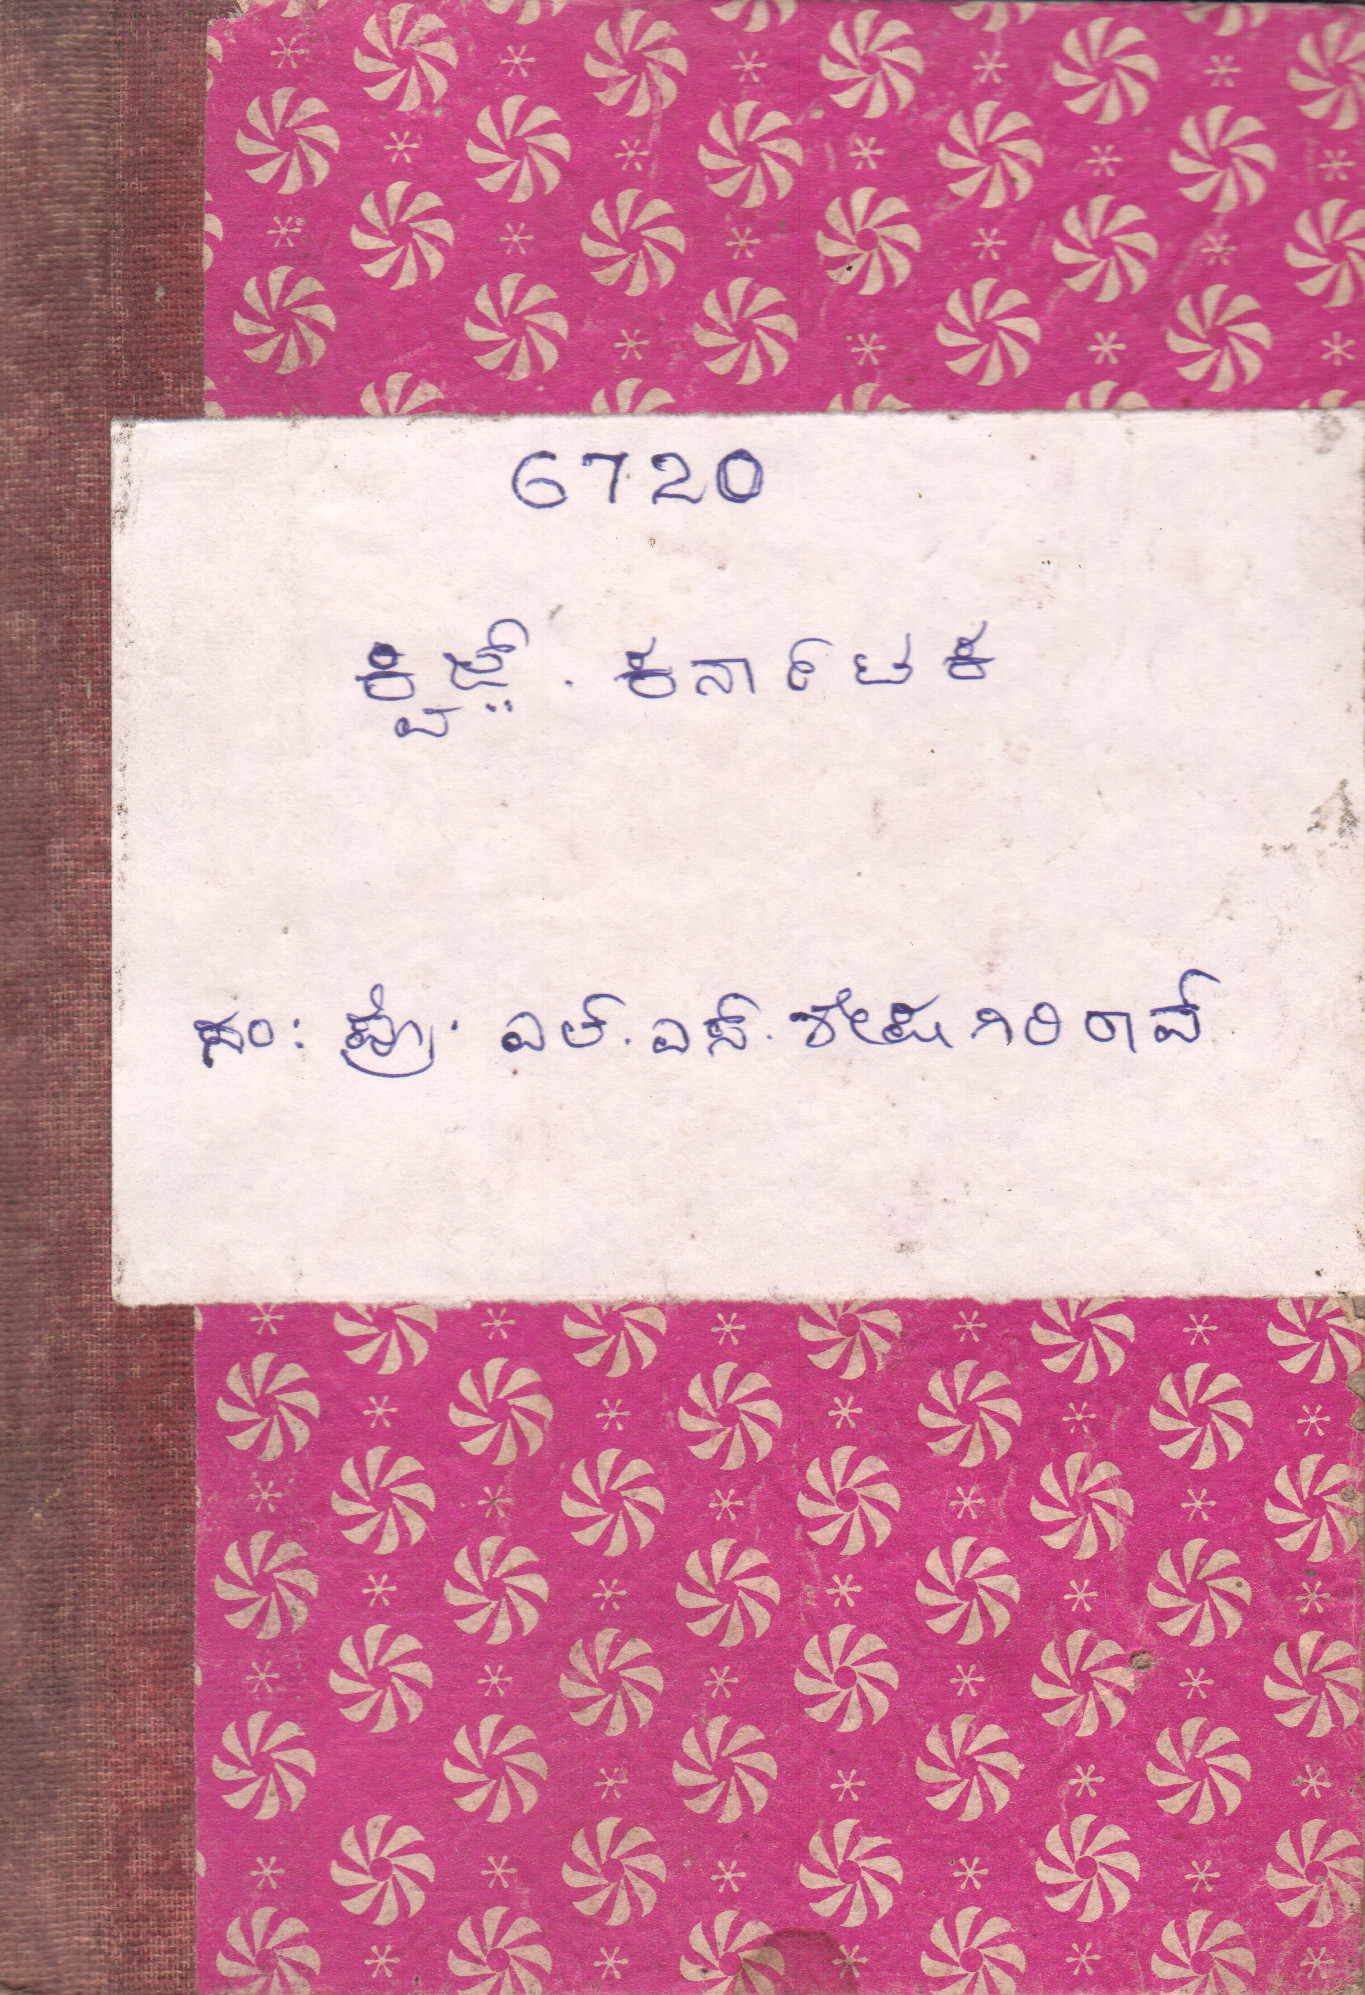 6720
ಕ್ವಿಜ಼್. ಕರ್ನಾಟಕ
ಸಂ: ಪ್ರೊ. ಎಲ್. ಎಸ್. ಶೇಷಗಿರಿರಾವ್